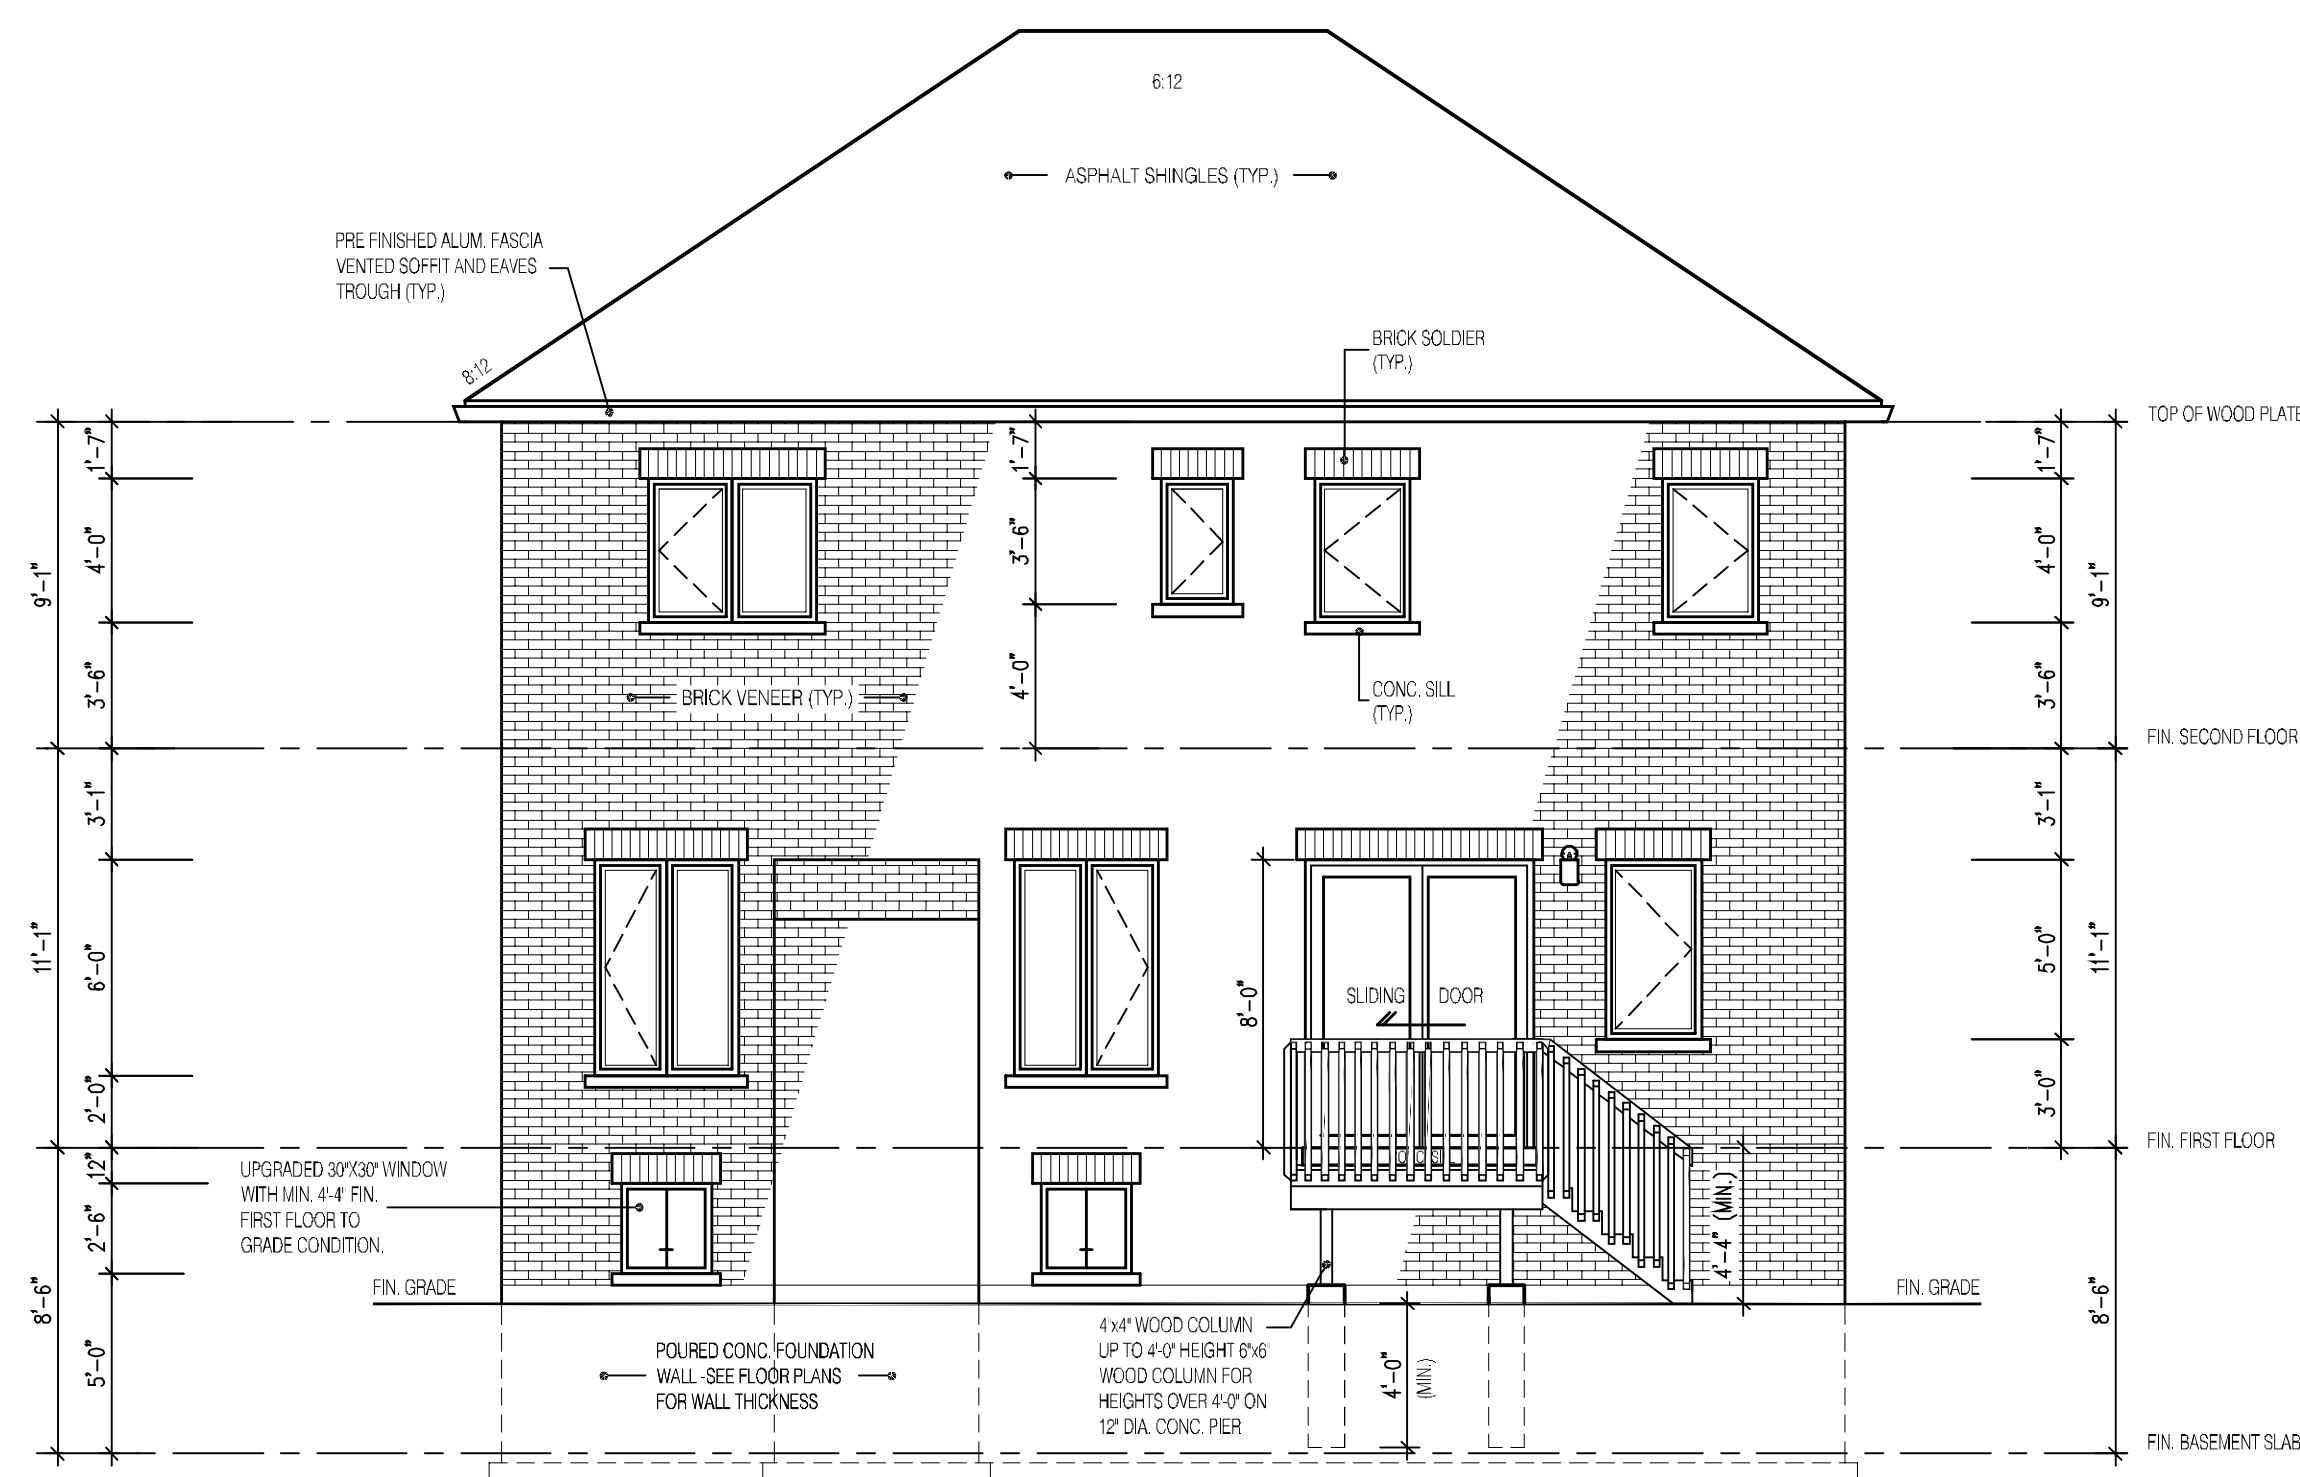 6:12
ASPHALT SHINGLES (TYP.)
PRE FINISHED ALUM. FASCIA
VENTED SOFFIT AND EAVES
TROUGH (TYP.)
8:12
BRICK SOLDIER
(TYP.)
TOP OF WOOD PLATE
1'-7"
1'-7"
1'-7"
4'-0"
3'-6"
4'-0"
9'-1"
9'-1"
3'-6"
4'-0"
3'-6"
BRICK VENEER (TYP.)
CONC. SILL
(TYP.)
FIN. SECOND FLOOR
3'-1"
3'-1"
11'-1"
6'-0"
8'-0"
SLIDING DOOR
5'-0"
11'-1"
2'-0"
3'-0"
FIN. FIRST FLOOR
12"
UPGRADED 30"X30" WINDOW
WITH MIN. 4'-4" FIN.
FIRST FLOOR TO
GRADE CONDITION.
2'-6"
4'-4" (MIN.)
FIN. GRADE
FIN. GRADE
8'-6"
8'-6"
5'-0"
POURED CONC. FOUNDATION
WALL -SEE FLOOR PLANS
FOR WALL THICKNESS
4"x4" WOOD COLUMN
UP TO 4'-0" HEIGHT 6"x6"
WOOD COLUMN FOR
HEIGHTS OVER 4'-0" ON
12" DIA. CONC. PIER
4'-0"
(MIN.)
FIN. BASEMENT SLAB